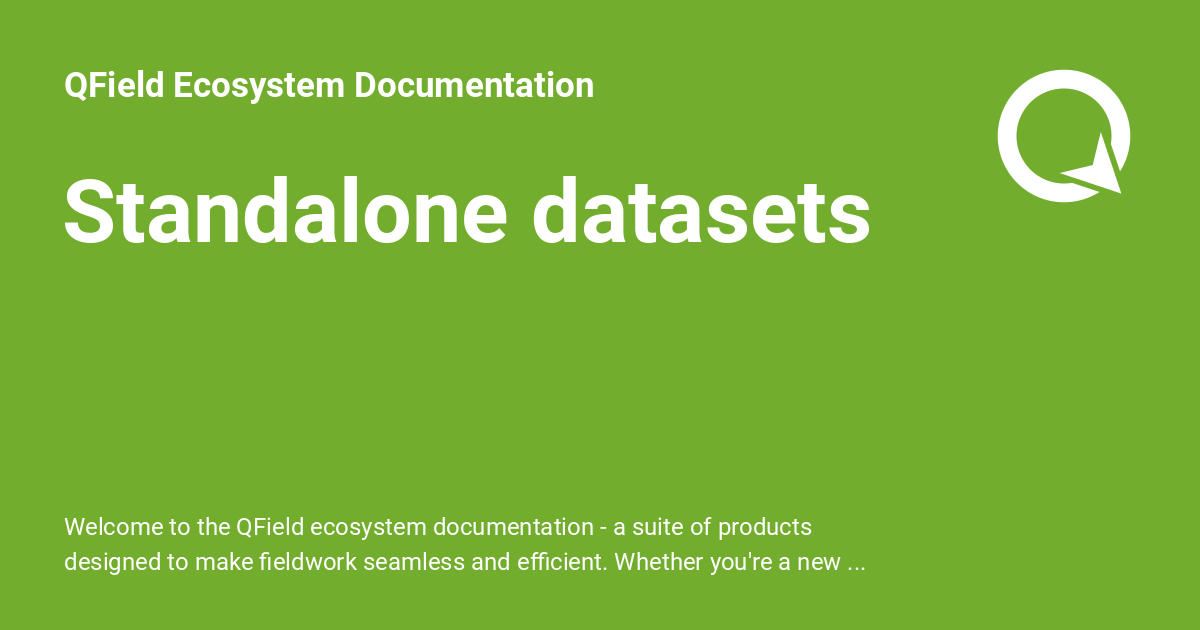 QField Ecosystem Documentation
Standalone datasets
Welcome to the QField ecosystem documentation - a suite of products
designed to make fieldwork seamless and efficient. Whether you're a new ...